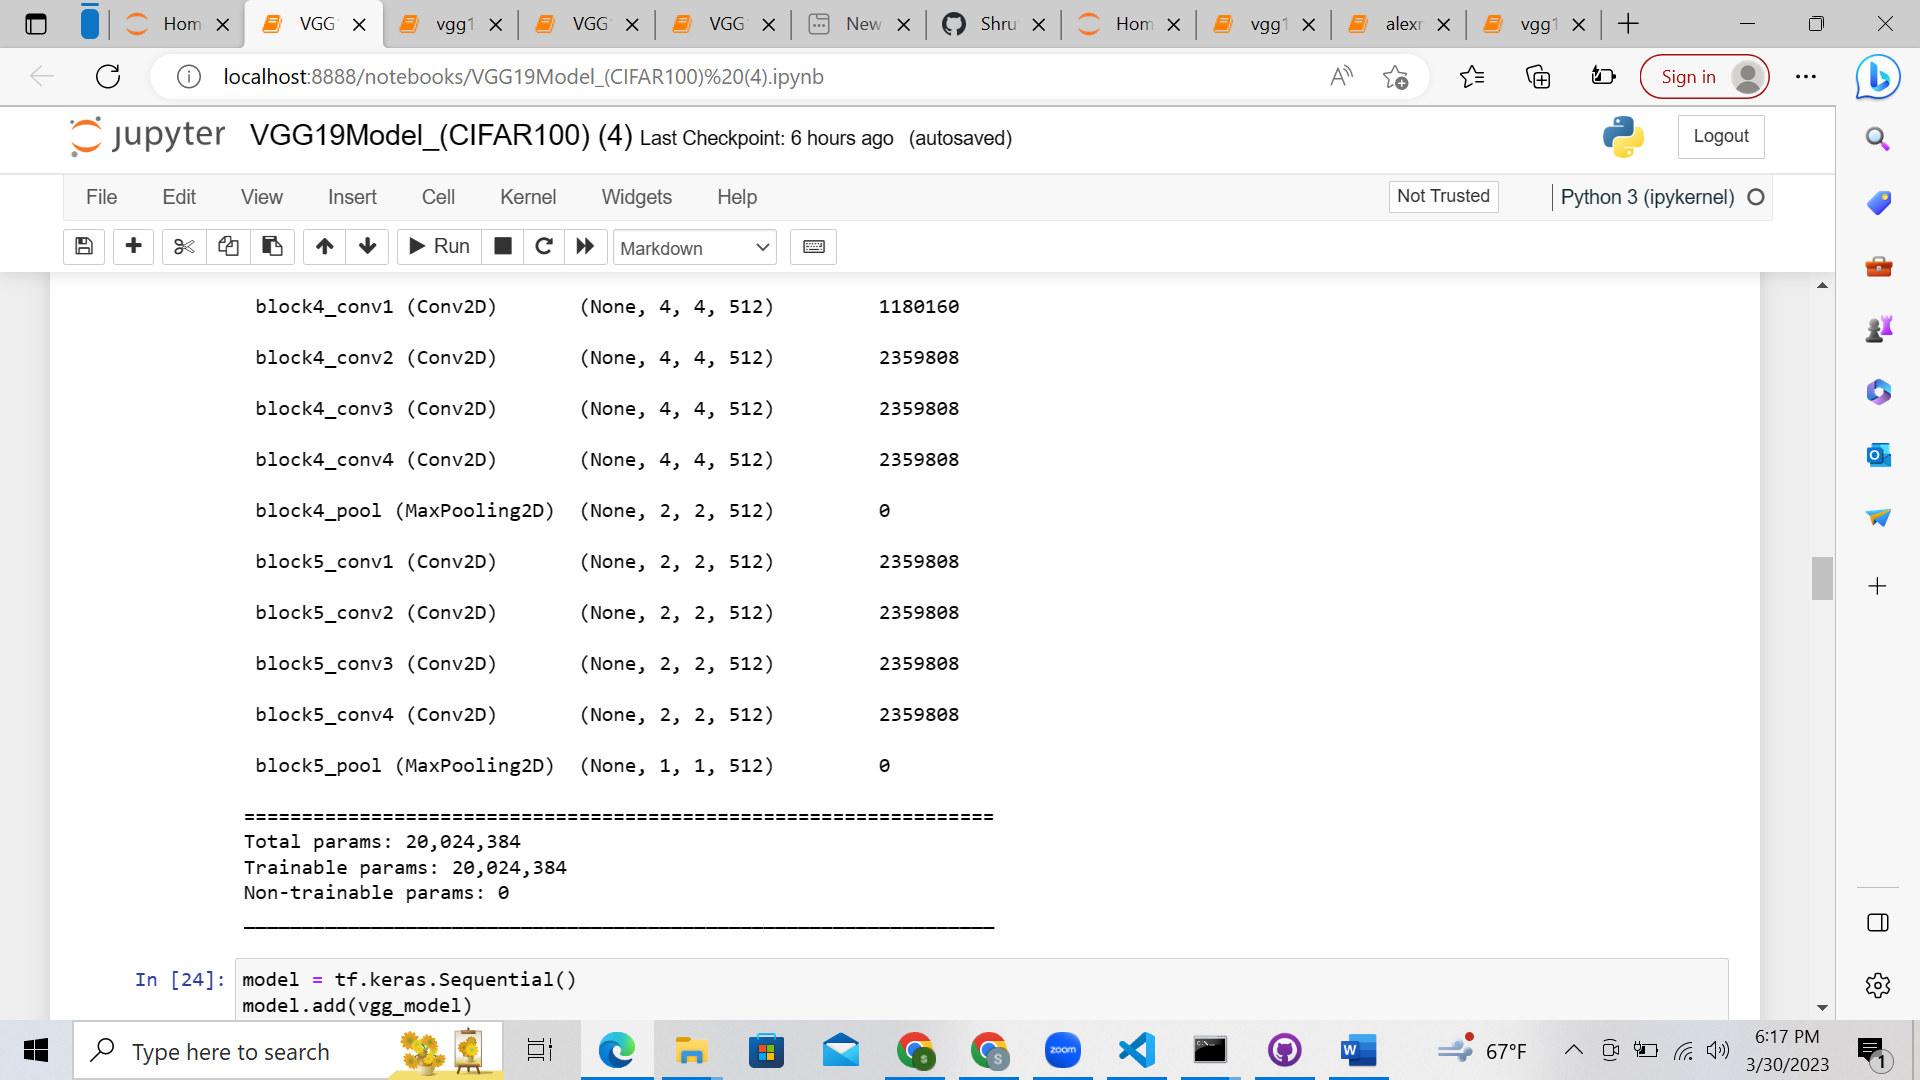 Hom
VGG
vgg1
VGG
VGG
New
Shru
Hom
vgg1
alexr
vgg1
localhost:8888/notebooks/VGG19Model_(CIFAR100)%20(4).ipynb
Sign in
jupyter VGG19Model_(CIFAR100) (4) Last Checkpoint: 6 hours ago (autosaved)
Logout
File Edit View Insert Cell Kernel Widgets Help
Not Trusted
Python 3 (ipykernel)
Run
Markdown
block4_conv1 (Conv2D) (None, 4, 4, 512) 1180160
block4_conv2 (Conv2D) (None, 4, 4, 512) 2359808
block4_conv3 (Conv2D) (None, 4, 4, 512) 2359808
block4_conv4 (Conv2D) (None, 4, 4, 512) 2359808
block4_pool (MaxPooling2D) (None, 2, 2, 512) 0
block5_conv1 (Conv2D) (None, 2, 2, 512) 2359808
block5_conv2 (Conv2D) (None, 2, 2, 512) 2359808
block5_conv3 (Conv2D) (None, 2, 2, 512) 2359808
block5_conv4 (Conv2D) (None, 2, 2, 512) 2359808
block5_pool (MaxPooling2D) (None, 1, 1, 512) 0
=================================================================
Total params: 20,024,384
Trainable params: 20,024,384
Non-trainable params: 0
_________________________________________________________________
In [24]: model = tf.keras.Sequential()
model.add(vgg_model)
Type here to search
zoom
67°F
6:17 PM
3/30/2023
1